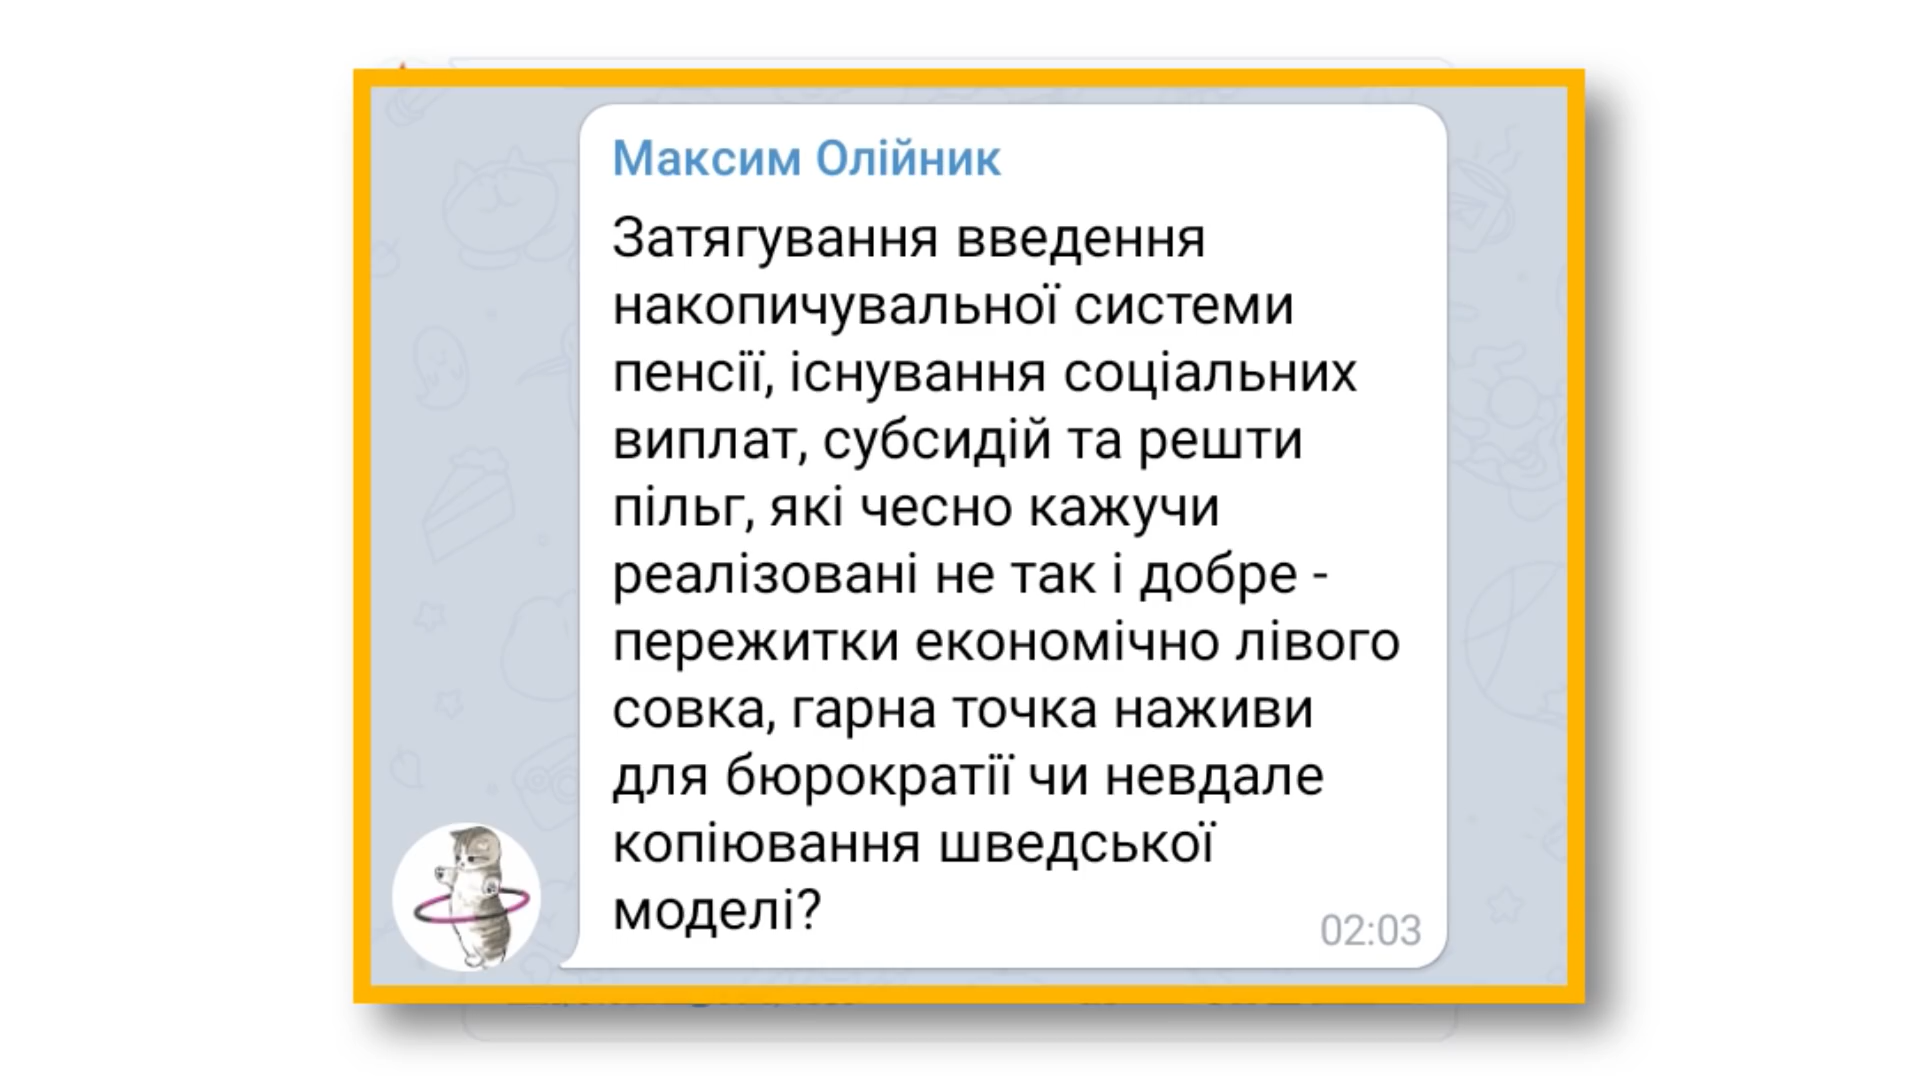 Максим Олійник
Затягування введення
накопичувальної системи
пенсії, існування соціальних
виплат, субсидій та решти
пільг, які чесно кажучи
реалізовані не так і добре -
пережитки економічно лівого
совка, гарна точка наживи
для бюрократії чи невдале
копіювання шведської
моделі?
02:03